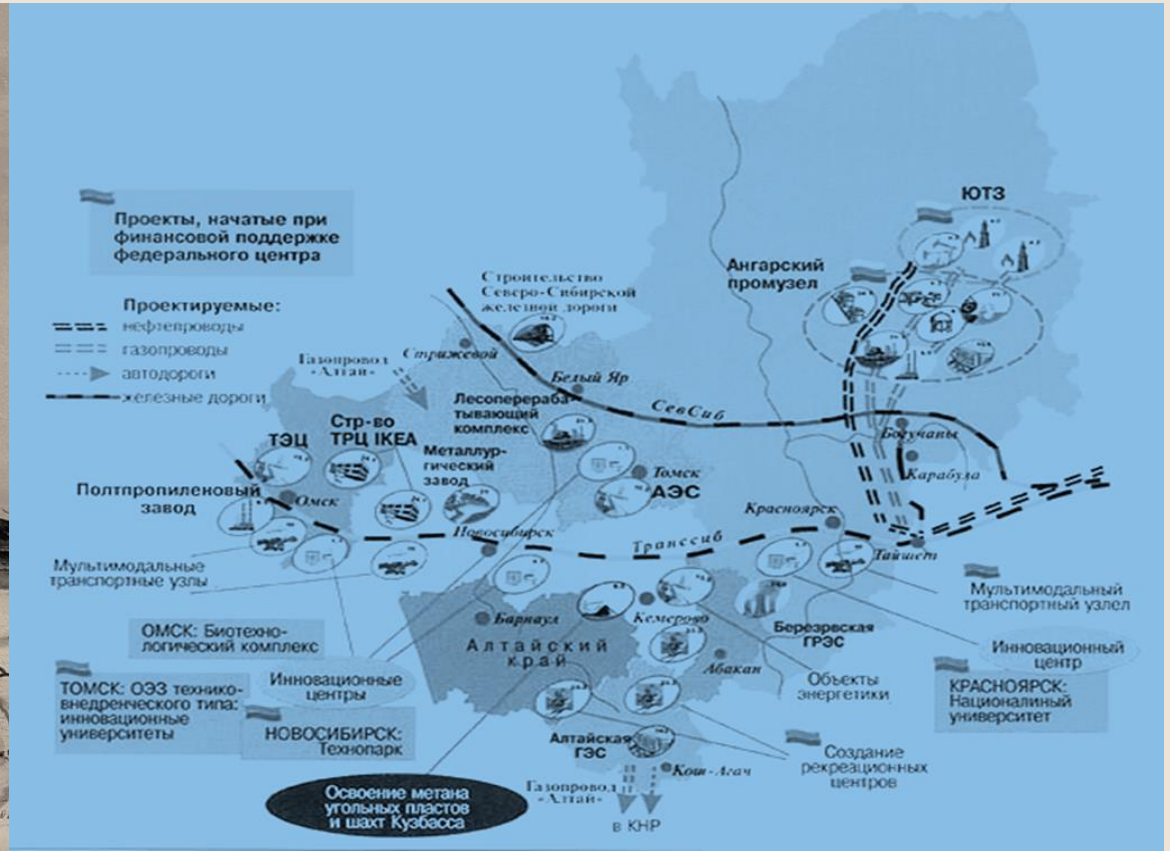 Проекты, начатые при
финансовой поддержке
федерального центра
Проектируемые:
нефтепроводы
газопроводы
автодороги
железные дороги
ЮТЗ
Ангарский
промузел
Строительство
Северо-Сибирской
железной дороги
Газопровод
«Алтай»
Стрижевой
Белый Яр
СевСиб
Лесоперераба-
тывающий
комплекс
Стр-во
ТРЦ IKEA
ТЭЦ
Металлур-
гический
завод
Томск
АЭС
Богучаны
Карабула
Полтпропиленовый
завод
Омск
Новосибирск
Транссиб
Красноярск
Тайшет
Мультимодальные
транспортные узлы
Мультимодальный
транспортный узлел
ОМСК: Биотехно-
логический комплекс
Барнаул
Алтайский
край
Кемерово
Абакан
Березрвская
ГРЭС
Объекты
энергетики
Инновационный
центр
КРАСНОЯРСК:
Националиный
университет
Инновационные
центры
ТОМСК: ОЭЗ технико-
внедренческого типа:
инновационные
университеты
НОВОСИБИРСК:
Технопарк
Алтайская
ГЭС
Кош-Агач
Создание
рекреационных
центров
Освоение метана
угольных пластов
и шахт Кузбасса
Газопровод
«Алтай»
в КНР